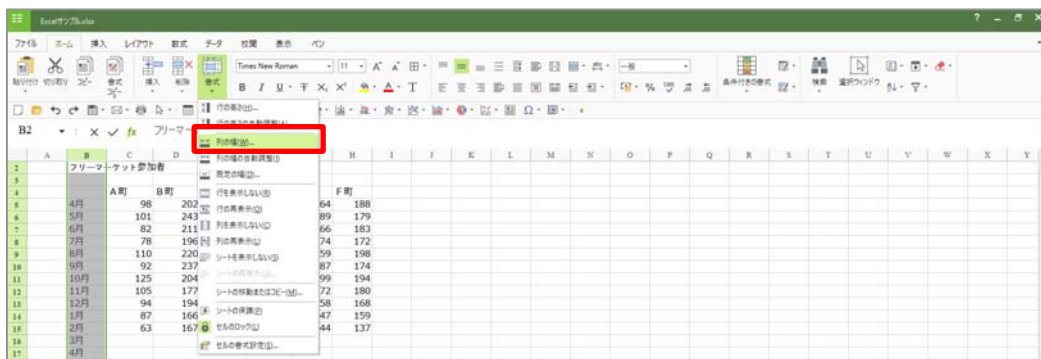 Excelサンプル.xlsx
ファイル ホーム 挿入 レイアウト 数式 データ 校閲 表示
貼り付け 切り取り コピー 書式コピー 挿入 削除 書式 Times New Roman 11 一般 条件付きの書式 検索 選択ウィンドウ
行の高さ(H)...
B2 fx フリーマー
列の幅(W)...
列の幅の自動調整(I)
既定の幅(D)...
行を表示しない(R)
行の再表示(O)
列を表示しない(C)
列の再表示(L)
シートを表示しない(S)
シートの移動またはコピー(M)...
シートの保護(P)
セルのロック(L)
セルの書式設定(E)...
A B C D H I J K L M N O P Q R S T U V W X Y
2 フリーマーケット参加者
3
4 A町 B町 F町
5 4月 98 202 64 188
6 5月 101 243 89 179
7 6月 82 211 66 183
8 7月 78 196 74 172
9 8月 110 220 59 198
10 9月 92 237 87 174
11 10月 125 204 99 194
12 11月 105 177 72 180
13 12月 94 194 58 168
14 1月 87 166 47 159
15 2月 63 167 44 137
16 3月
17 4月